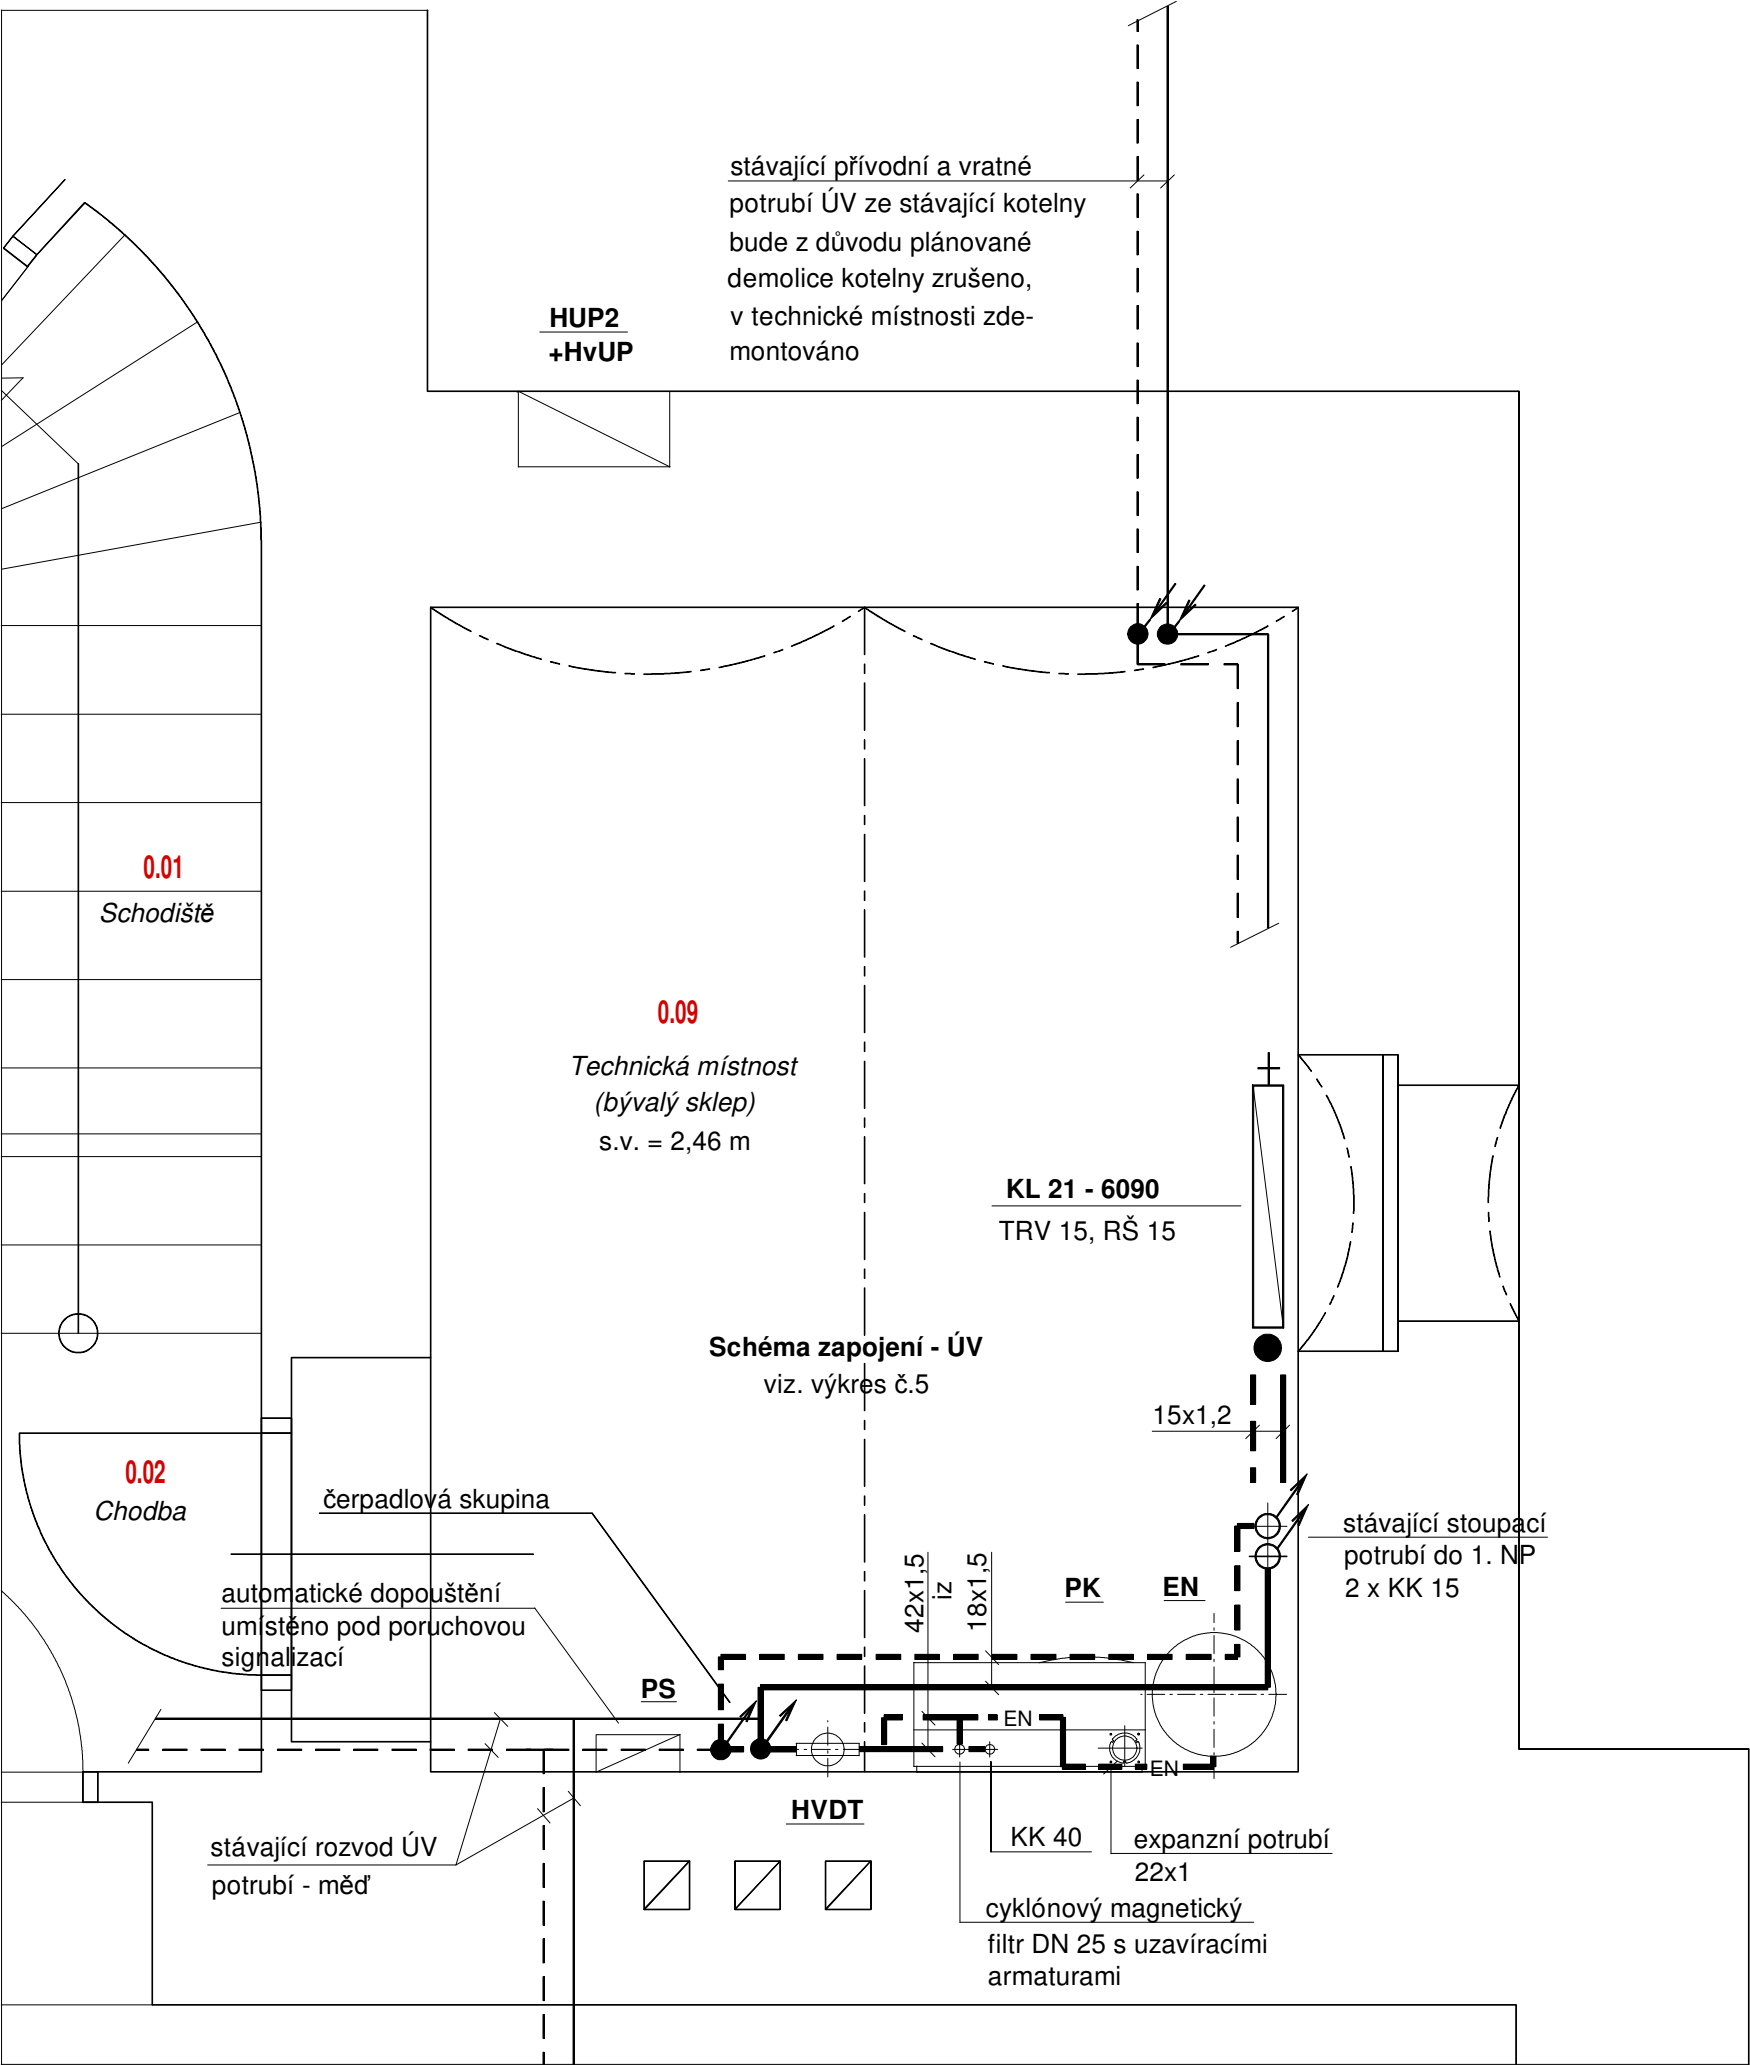 stávající přívodní a vratné
potrubí ÚV ze stávající kotelny
bude z důvodu plánované
demolice kotelny zrušeno,
v technické místnosti zde-
montováno
HUP2
+HvUP
0.01
Schodiště
0.09
Technická místnost
(bývalý sklep)
s.v. = 2,46 m
KL 21 - 6090
TRV 15, RŠ 15
Schéma zapojení - ÚV
viz. výkres č.5
15x1,2
0.02
Chodba
čerpadlová skupina
stávající stoupací
potrubí do 1. NP
2 x KK 15
automatické dopouštění
umístěno pod poruchovou
signalizací
42x1,5
iz
18x1,5
PK
EN
PS
EN
EN
HVDT
KK 40
expanzní potrubí
22x1
stávající rozvod ÚV
potrubí - měď
cyklónový magnetický
filtr DN 25 s uzavíracími
armaturami